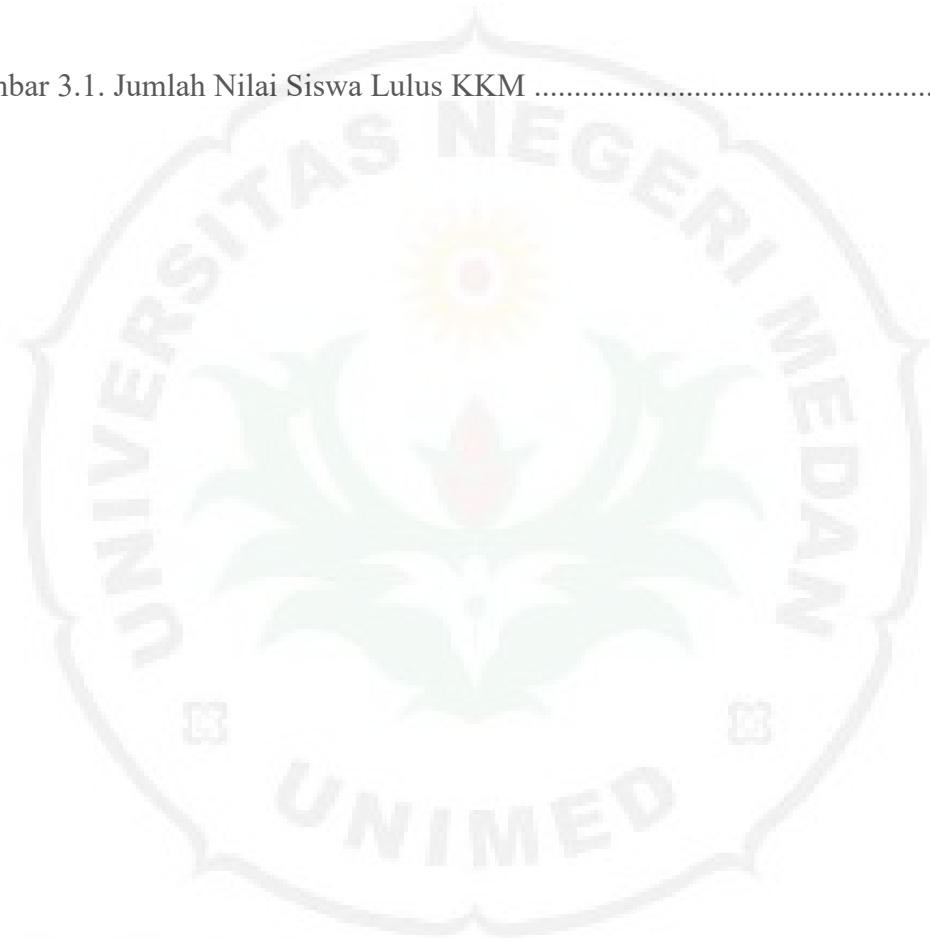 mbar 3.1. Jumlah Nilai Siswa Lulus KKM ................................................
UNIVERSITAS NEGERI MEDAN
UNIMED